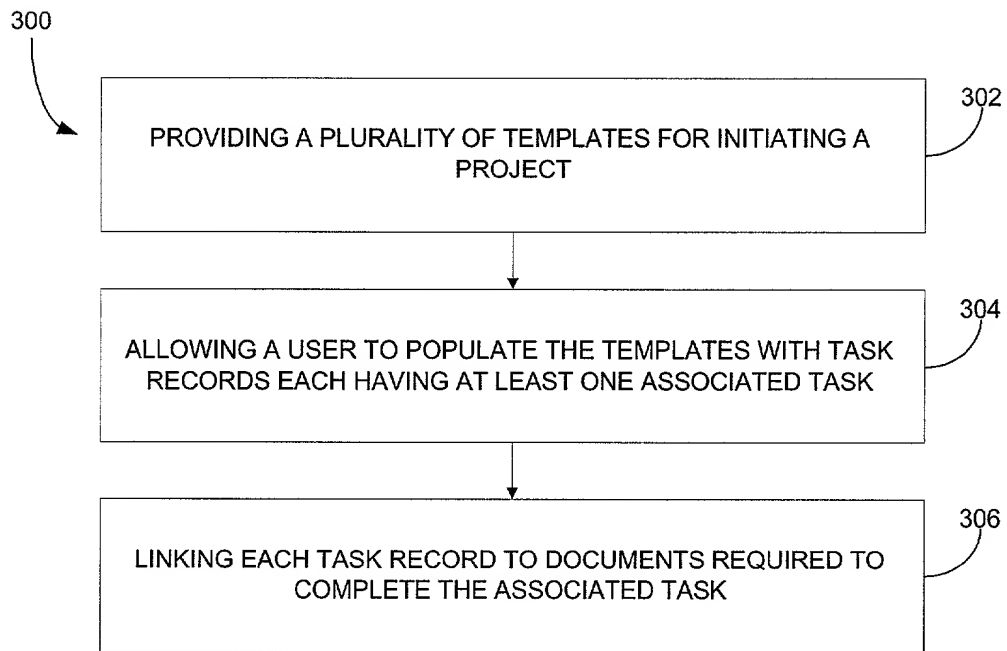 300
302
PROVIDING A PLURALITY OF TEMPLATES FOR INITIATING A
PROJECT
304
ALLOWING A USER TO POPULATE THE TEMPLATES WITH TASK
RECORDS EACH HAVING AT LEAST ONE ASSOCIATED TASK
306
LINKING EACH TASK RECORD TO DOCUMENTS REQUIRED TO
COMPLETE THE ASSOCIATED TASK